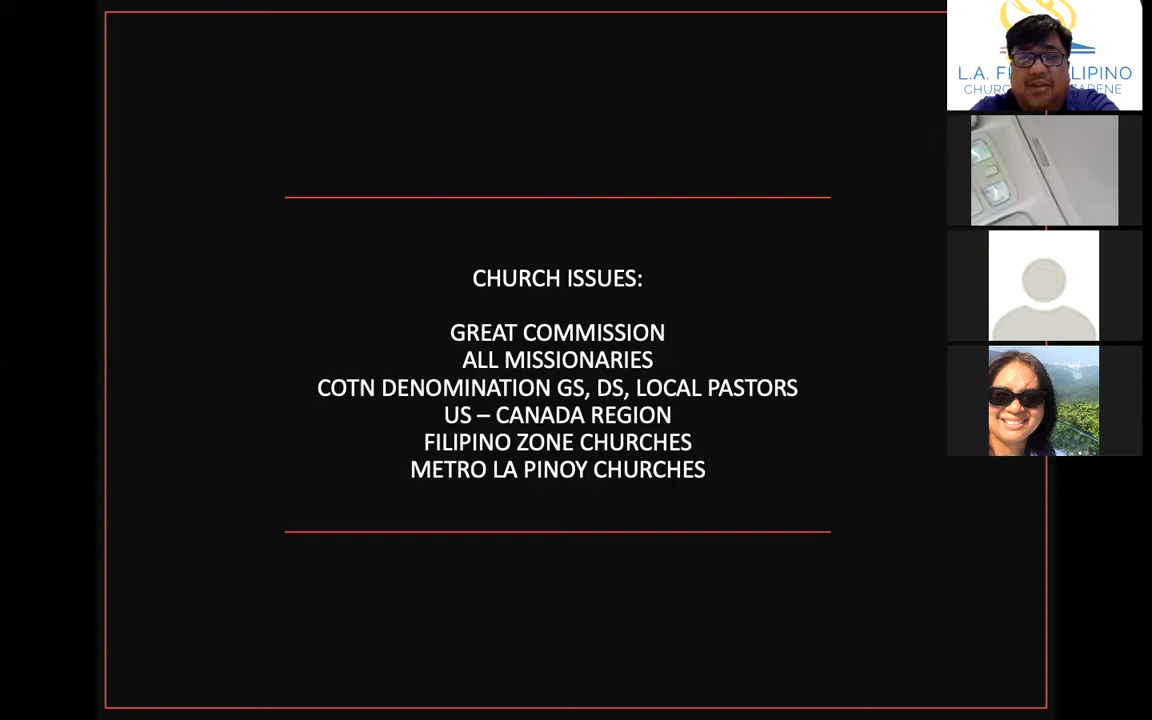 CHURCH ISSUES:
GREAT COMMISSION
ALL MISSIONARIES
COTN DENOMINATION GS, DS, LOCAL PASTORS
US – CANADA REGION
FILIPINO ZONE CHURCHES
METRO LA PINOY CHURCHES
L.A. LIPINO